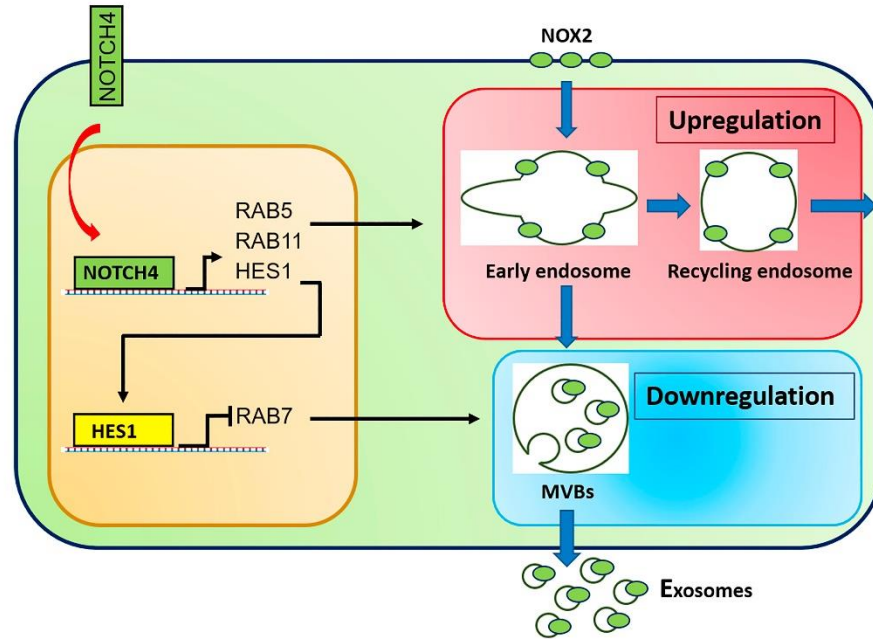 NOTCH4
NOX2
Upregulation
RAB5
RAB11
HES1
NOTCH4
Early endosome
Recycling endosome
Downregulation
HES1
RAB7
MVBs
Exosomes